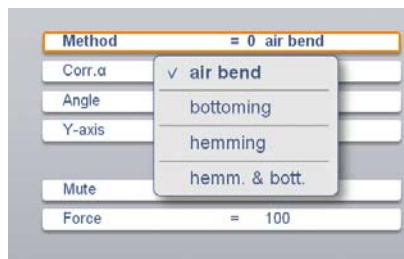 Method = 0 air bend
Corr.α ✓ air bend
Angle
bottoming
Y-axis
hemming
hemm. & bott.
Mute
Force = 100